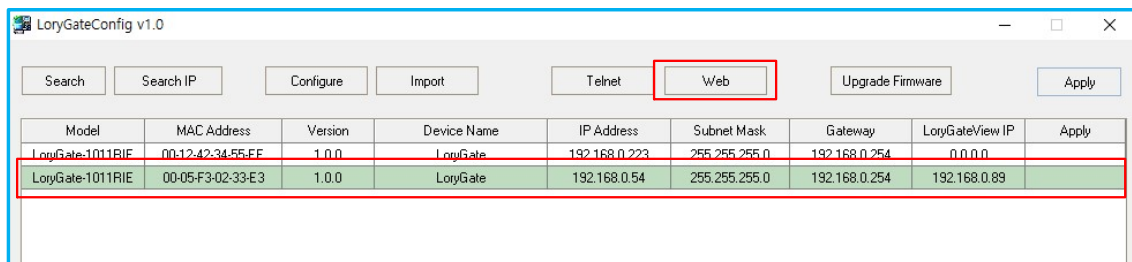 LoryGateConfig v1.0
Search Search IP Configure Import Telnet Web Upgrade Firmware Apply
Model MAC Address Version Device Name IP Address Subnet Mask Gateway LoryGateView IP Apply
LoryGate-1011RIE 00-12-42-34-55-FF 1.0.0 LoryGate 192.168.0.223 255.255.255.0 192.168.0.254 0.0.0.0
LoryGate-1011RIE 00-05-F3-02-33-E3 1.0.0 LoryGate 192.168.0.54 255.255.255.0 192.168.0.254 192.168.0.89